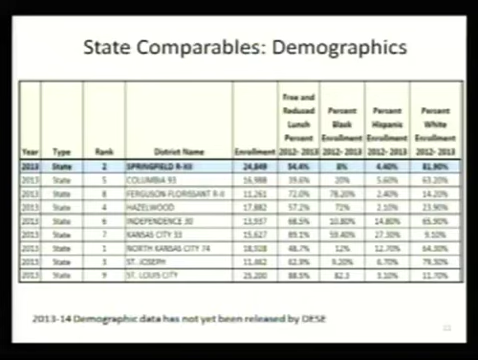 State Comparables: Demographics
Year Type Rank District Name Enrollment Free and Reduced Lunch Percent 2012-2013 Percent Black Enrollment 2012-2013 Percent Hispanic Enrollment 2012-2013 Percent White Enrollment 2012-2013
2013 State 2 SPRINGFIELD R-XII 24,849 54.4% 8% 4.40% 81.90%
2013 State 5 COLUMBIA 93 16,988 39.6% 20% 5.60% 63.20%
2013 State 8 FERGUSON-FLORISSANT R-II 11,261 72.0% 78.20% 2.40% 14.20%
2013 State 4 HAZELWOOD 17,882 57.2% 72% 2.10% 23.90%
2013 State 6 INDEPENDENCE 30 68.5% 10.80% 14.80% 65.90%
2013 State 7 KANSAS CITY 33 15,627 89.1% 59.40% 27.30% 9.10%
2013 State 1 NORTH KANSAS CITY 74 48.7% 12% 12.70% 64.30%
2013 State 3 ST. JOSEPH 62.9% 9.20% 6.70% 79.30%
2013 State 9 ST. LOUIS CITY 25,200 88.5% 82.3 3.10% 11.70%
2013-14 Demographic data has not yet been released by DESE